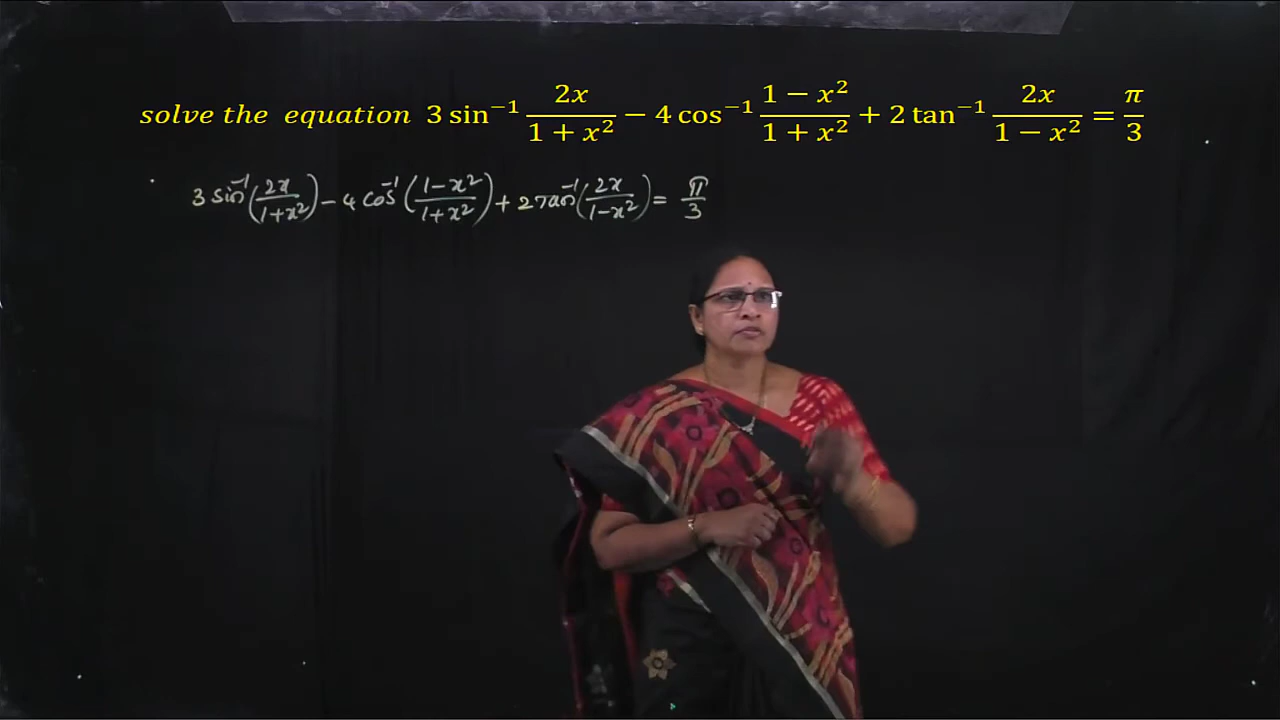 solve the equation 3 sin⁻¹ 2x/(1 + x²) − 4 cos⁻¹ (1 − x²)/(1 + x²) + 2 tan⁻¹ 2x/(1 − x²) = π/3
3 sin⁻¹(2x/(1+x²)) − 4 cos⁻¹((1−x²)/(1+x²)) + 2 Tan⁻¹(2x/(1−x²)) = π/3